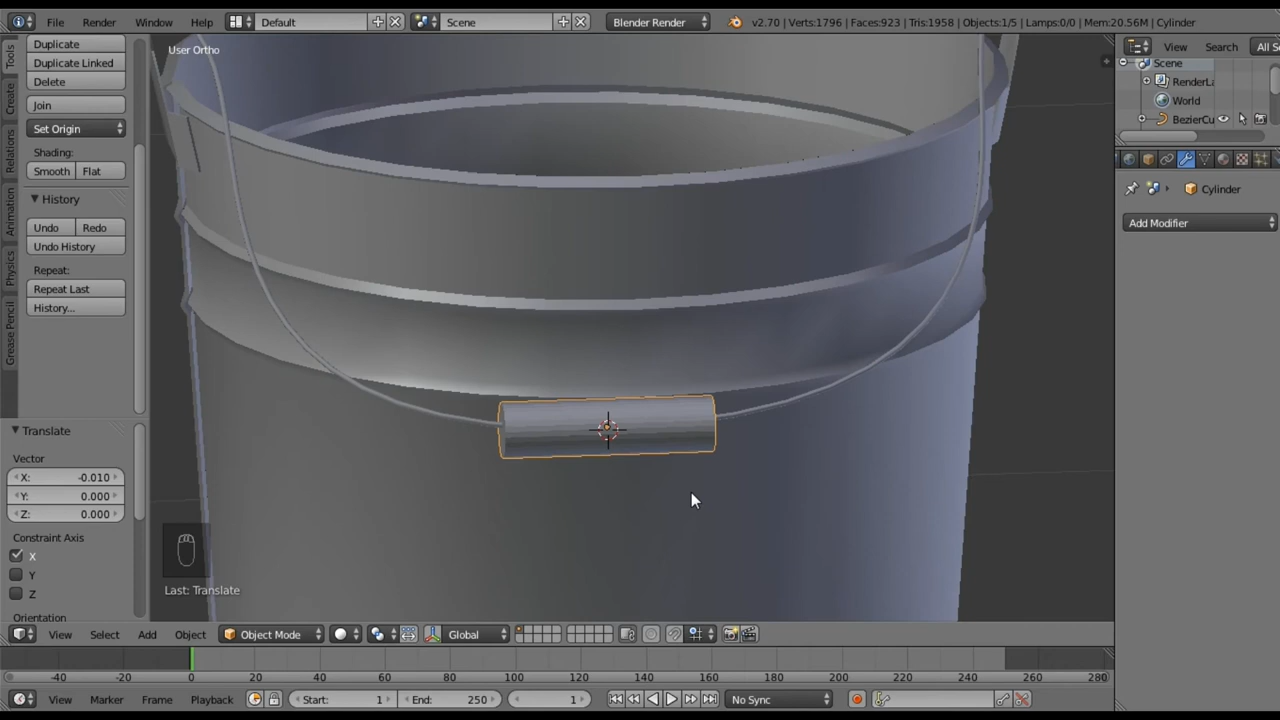 File Render Window Help Default Scene Blender Render v2.70 | Verts:1796 | Faces:923 | Tris:1958 | Objects:1/5 | Lamps:0/0 | Mem:20.56M | Cylinder
Tools
Create
Relations
Animation
Physics
Grease Pencil
Duplicate
Duplicate Linked
Delete
Join
Set Origin
Shading:
Smooth Flat
History
Undo Redo
Undo History
Repeat:
Repeat Last
History...
Translate
Vector
X: -0.010
Y: 0.000
Z: 0.000
Constraint Axis
X
Y
Z
Orientation
User Ortho
Last: Translate
View Search All S
Scene
RenderLa
World
BezierCu
Cylinder
Add Modifier
View Select Add Object Object Mode Global
-40 -20 0 20 40 60 80 100 120 140 160 180 200 220 240 260 280
View Marker Frame Playback Start: 1 End: 250 1 No Sync